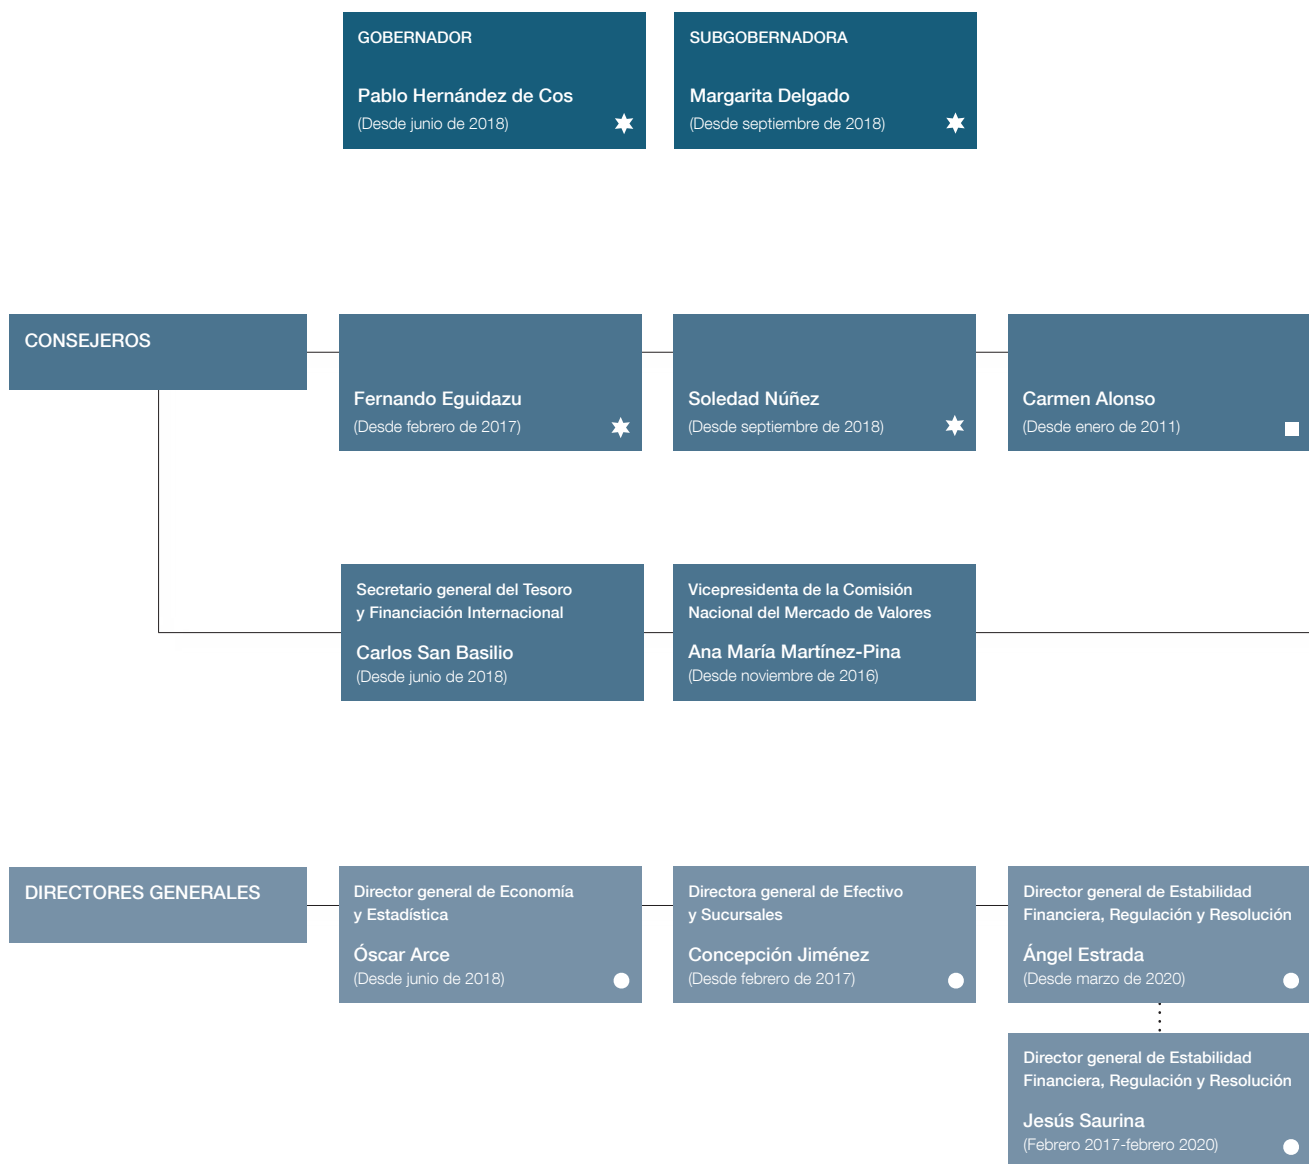 GOBERNADOR
Pablo Hernández de Cos
(Desde junio de 2018)
SUBGOBERNADORA
Margarita Delgado
(Desde septiembre de 2018)
CONSEJEROS
Fernando Eguidazu
(Desde febrero de 2017)
Soledad Núñez
(Desde septiembre de 2018)
Carmen Alonso
(Desde enero de 2011)
Secretario general del Tesoro
y Financiación Internacional
Carlos San Basilio
(Desde junio de 2018)
Vicepresidenta de la Comisión
Nacional del Mercado de Valores
Ana María Martínez-Pina
(Desde noviembre de 2016)
DIRECTORES GENERALES
Director general de Economía
y Estadística
Óscar Arce
(Desde junio de 2018)
Directora general de Efectivo
y Sucursales
Concepción Jiménez
(Desde febrero de 2017)
Director general de Estabilidad
Financiera, Regulación y Resolución
Ángel Estrada
(Desde marzo de 2020)
Director general de Estabilidad
Financiera, Regulación y Resolución
Jesús Saurina
(Febrero 2017-febrero 2020)